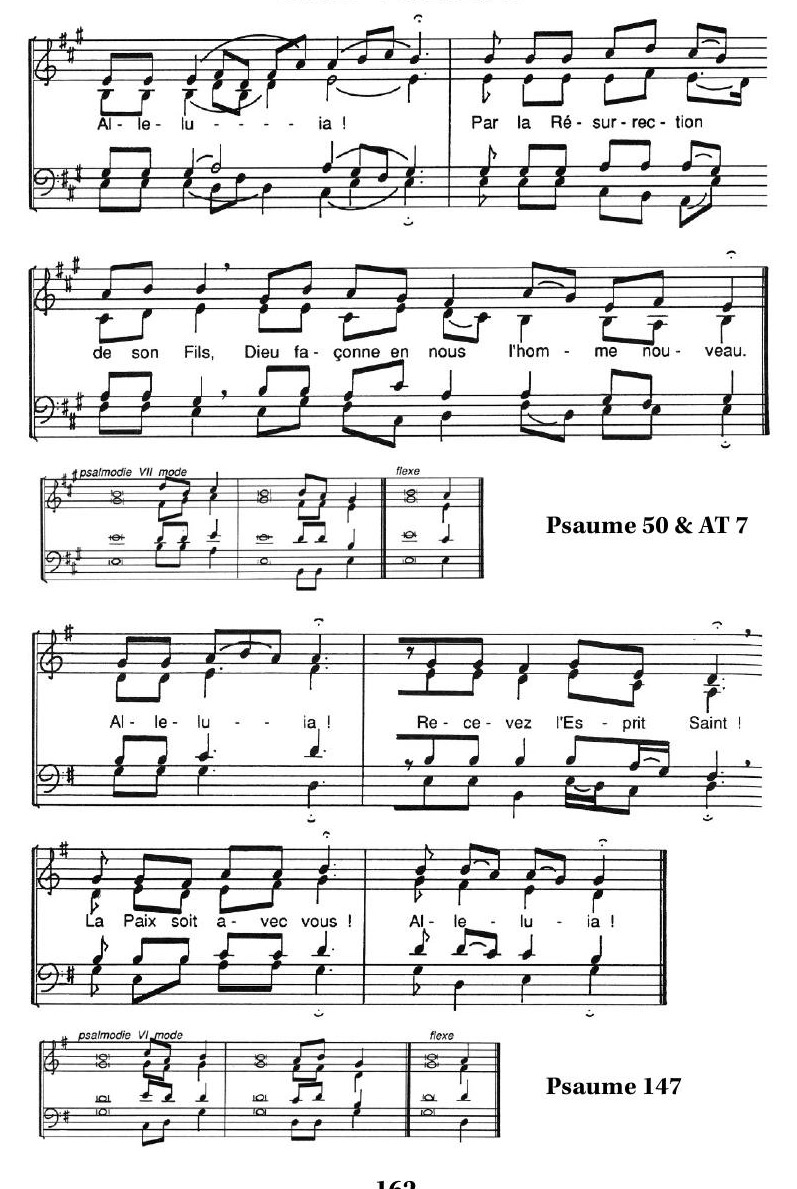 Al - le - lu - - - - ia ! Par la Ré - sur - rec - tion
de son Fils, Dieu fa - çonne en nous l'hom - me nou - veau.
psalmodie VII mode flexe
Psaume 50 & AT 7
Al - le - lu - - ia ! Re - ce - vez l'Es - prit Saint !
La Paix soit a - vec vous ! Al - le - lu - ia !
psalmodie VI mode flexe
Psaume 147